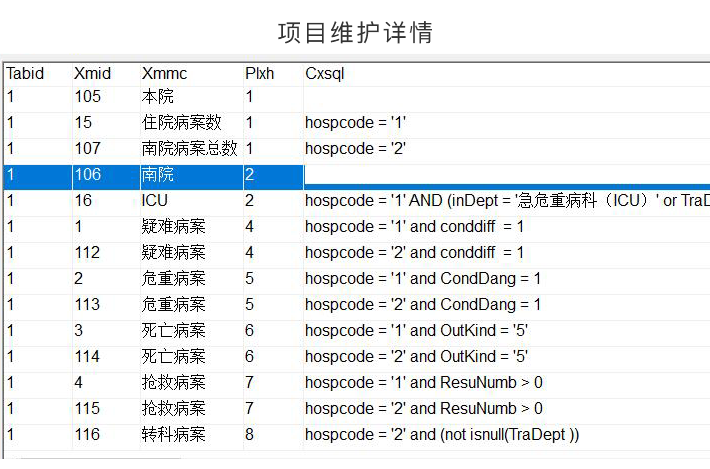 项目维护详情
Tabid Xmid Xmmc Plxh Cxsql
1 105 本院 1
1 15 住院病案数 1 hospcode = '1'
1 107 南院病案总数 1 hospcode = '2'
1 106 南院 2
1 16 ICU 2 hospcode = '1' AND (inDept = '急危重病科（ICU）' or TraD
1 1 疑难病案 4 hospcode = '1' and conddiff = 1
1 112 疑难病案 4 hospcode = '2' and conddiff = 1
1 2 危重病案 5 hospcode = '1' and CondDang = 1
1 113 危重病案 5 hospcode = '2' and CondDang = 1
1 3 死亡病案 6 hospcode = '1' and OutKind = '5'
1 114 死亡病案 6 hospcode = '2' and OutKind = '5'
1 4 抢救病案 7 hospcode = '1' and ResuNumb > 0
1 115 抢救病案 7 hospcode = '2' and ResuNumb > 0
1 116 转科病案 8 hospcode = '2' and (not isnull(TraDept ))